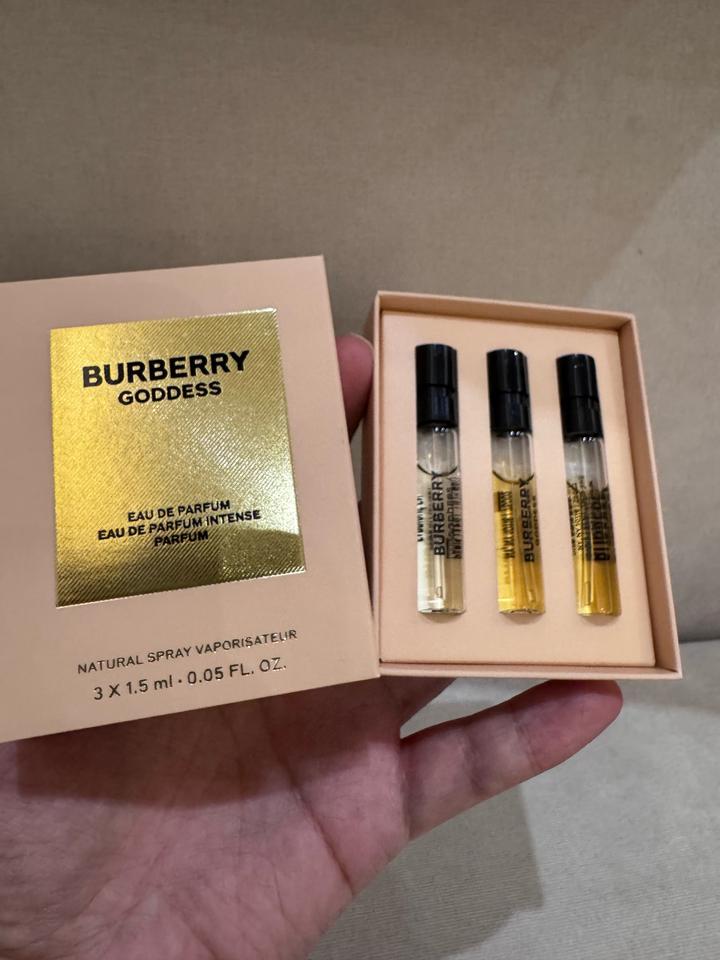 BURBERRY
GODDESS
EAU DE PARFUM
EAU DE PARFUM INTENSE
PARFUM
NATURAL SPRAY VAPORISATEUR
3 X 1.5 ml • 0.05 FL. OZ.
BURBERRY
BURBERRY